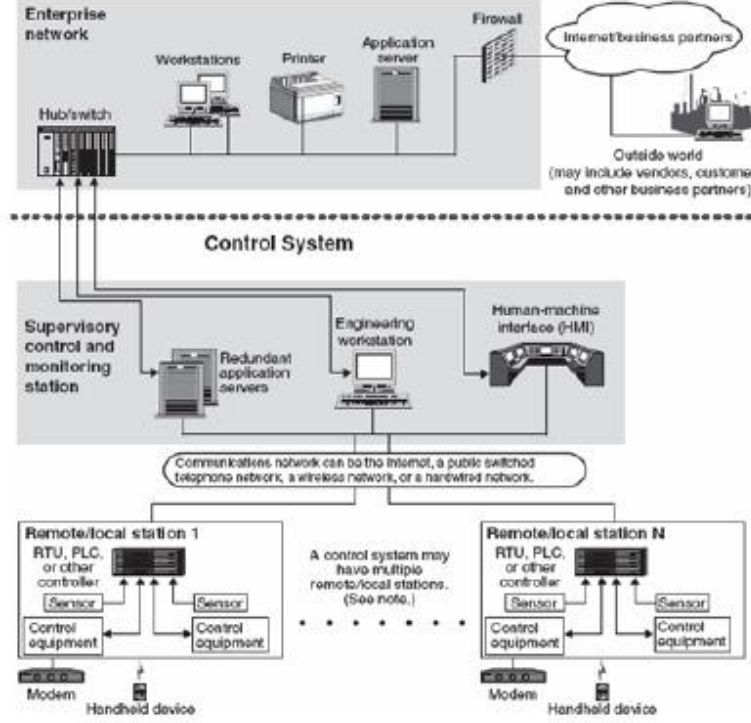 Enterprise
network
Workstations
Printer
Application
server
Firewall
Internet/business partners
Hub/switch
Outside world
(may include vendors, custome
and other business partners)
Control System
Supervisory
control and
monitoring
station
Redundant
application
servers
Engineering
workstation
Human-machine
interface (HMI)
Communications network can be the Internet, a public switched
telephone network, a wireless network, or a hardwired network.
Remote/local station 1
RTU, PLC,
or other
controller
Sensor
Sensor
Control
equipment
Control
equipment
Modem
Handheld device
A control system may
have multiple
remote/local stations.
(See note.)
Remote/local station N
RTU, PLC,
or other
controller
Sensor
Sensor
Control
equipment
Control
equipment
Modem
Handheld device